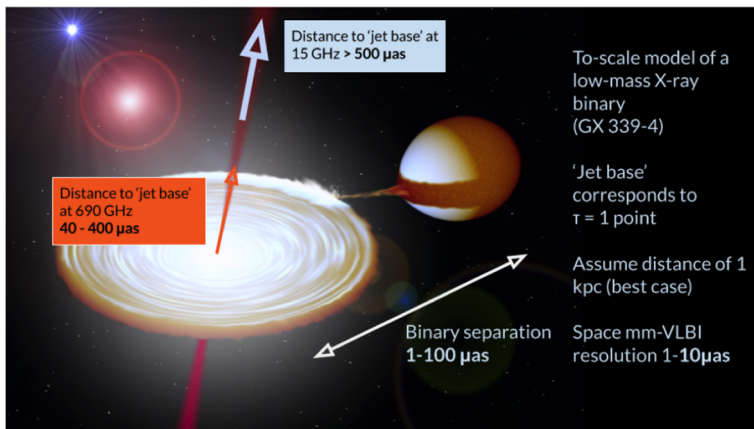 Distance to 'jet base' at
15 GHz > 500 μas
Distance to 'jet base'
at 690 GHz
40 - 400 μas
Binary separation
1-100 μas
To-scale model of a
low-mass X-ray
binary
(GX 339-4)
'Jet base'
corresponds to
τ = 1 point
Assume distance of 1
kpc (best case)
Space mm-VLBI
resolution 1-10μas